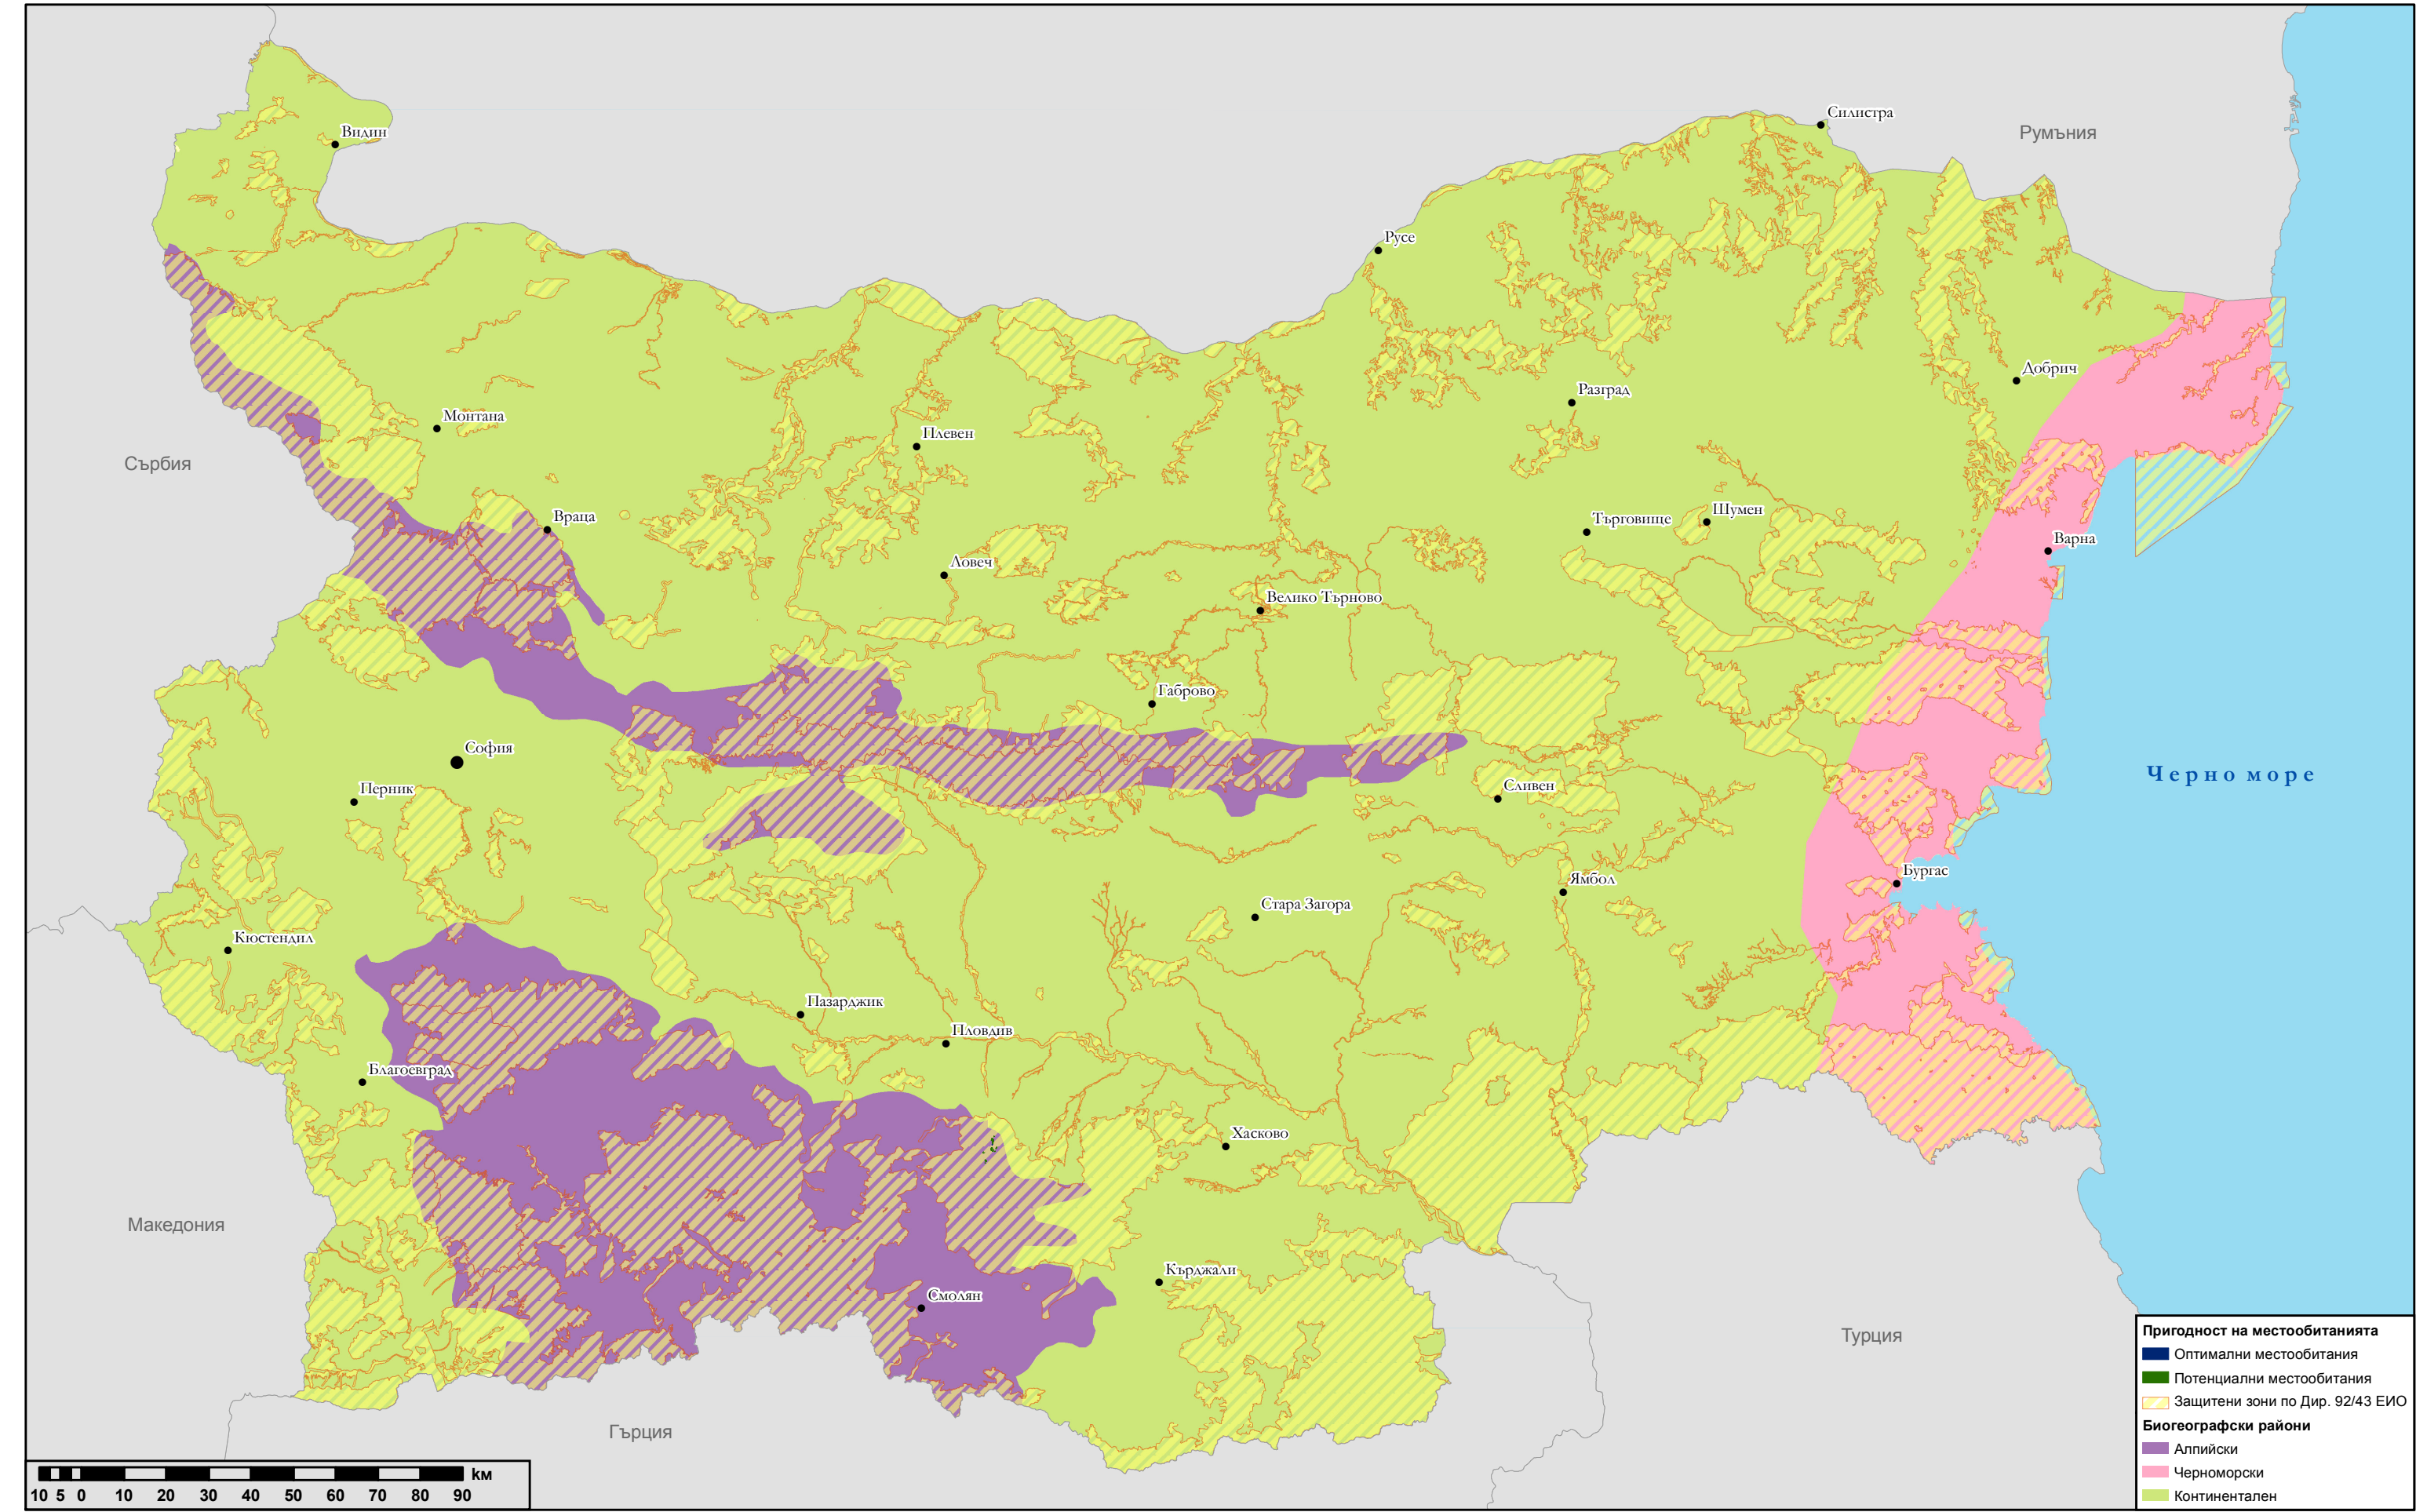 Силистра
Румъния
Видин
Русе
Добрич
Разград
Монтана
Плевен
Сърбия
Враца
Търговище
Шумен
Варна
Ловеч
Велико Търново
Габрово
София
Черно море
Перник
Сливен
Бургас
Ямбол
Стара Загора
Кюстендил
Пазарджик
Пловдив
Благоевград
Хасково
Македония
Кърджали
Смолян
Турция
Гърция
Пригодност на местообитанията
Оптимални местообитания
Потенциални местообитания
Защитени зони по Дир. 92/43 ЕИО
Биогеографски райони
Алпийски
Черноморски
Континентален
км
10 5 0 10 20 30 40 50 60 70 80 90